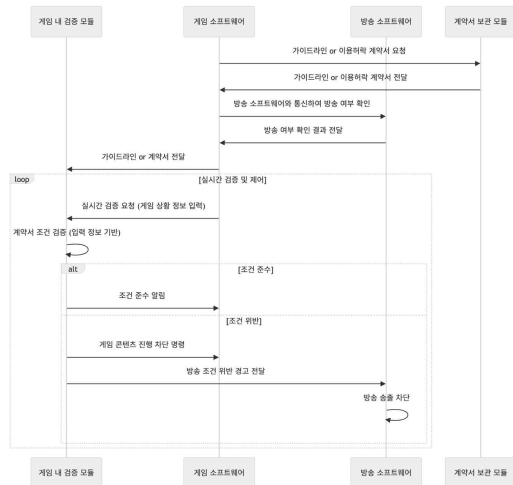 게임 내 검증 모듈
게임 소프트웨어
방송 소프트웨어
계약서 보관 모듈
가이드라인 or 이용허락 계약서 요청
가이드라인 or 이용허락 계약서 전달
방송 소프트웨어와 통신하여 방송 여부 확인
방송 여부 확인 결과 전달
가이드라인 or 계약서 전달
loop
[실시간 검증 및 제어]
실시간 검증 요청 (게임 상황 정보 입력)
계약서 조건 검증 (입력 정보 기반)
alt
[조건 준수]
조건 준수 알림
[조건 위반]
게임 콘텐츠 진행 차단 명령
방송 조건 위반 경고 전달
방송 송출 차단
게임 내 검증 모듈
게임 소프트웨어
방송 소프트웨어
계약서 보관 모듈